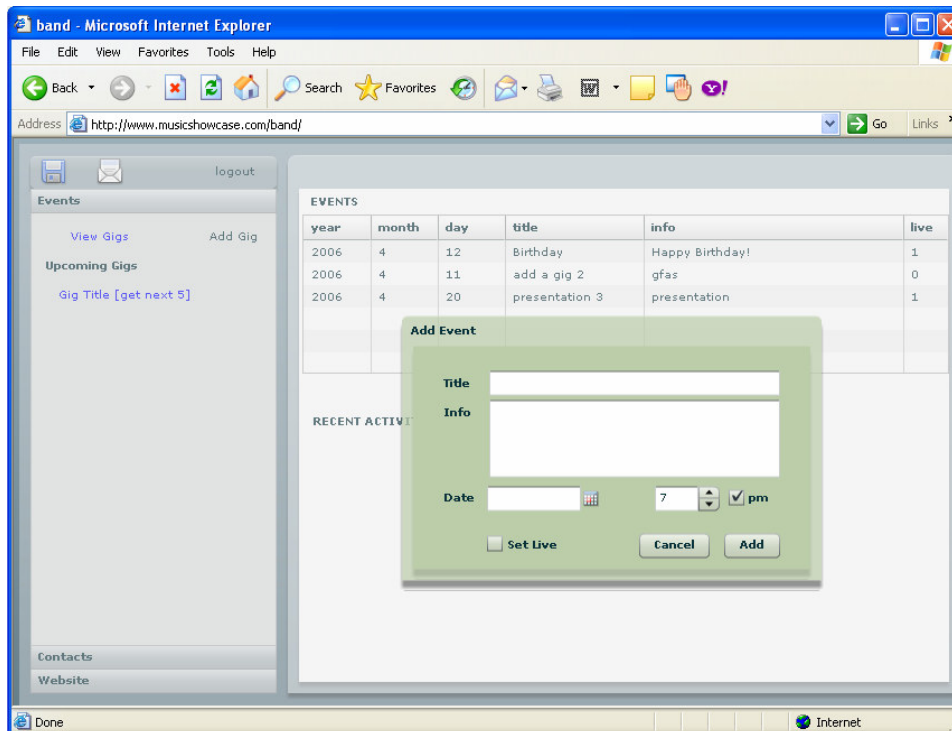 band - Microsoft Internet Explorer
File Edit View Favorites Tools Help
Back Search Favorites
Address http://www.musicshowcase.com/band/ Go Links
logout
Events
View Gigs Add Gig
Upcoming Gigs
Gig Title [get next 5]
EVENTS
year month day title info live
2006 4 12 Birthday Happy Birthday! 1
2006 4 11 add a gig 2 gfas 0
2006 4 20 presentation 3 presentation 1
RECENT ACTIVI
Add Event
Title
Info
Date 7 pm
Set Live Cancel Add
Contacts
Website
Done Internet